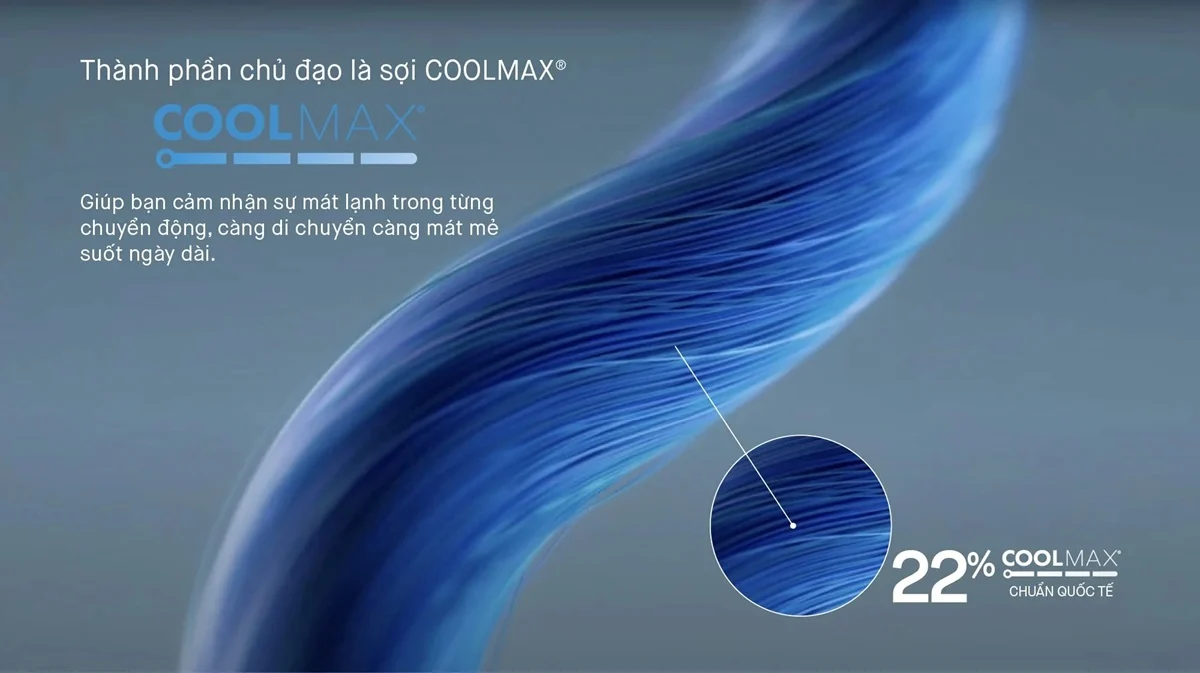 Thành phần chủ đạo là sợi COOLMAX®
COOLMAX®
Giúp bạn cảm nhận sự mát lạnh trong từng
chuyển động, càng di chuyển càng mát mẻ
suốt ngày dài.
22% COOLMAX®
CHUẨN QUỐC TẾ